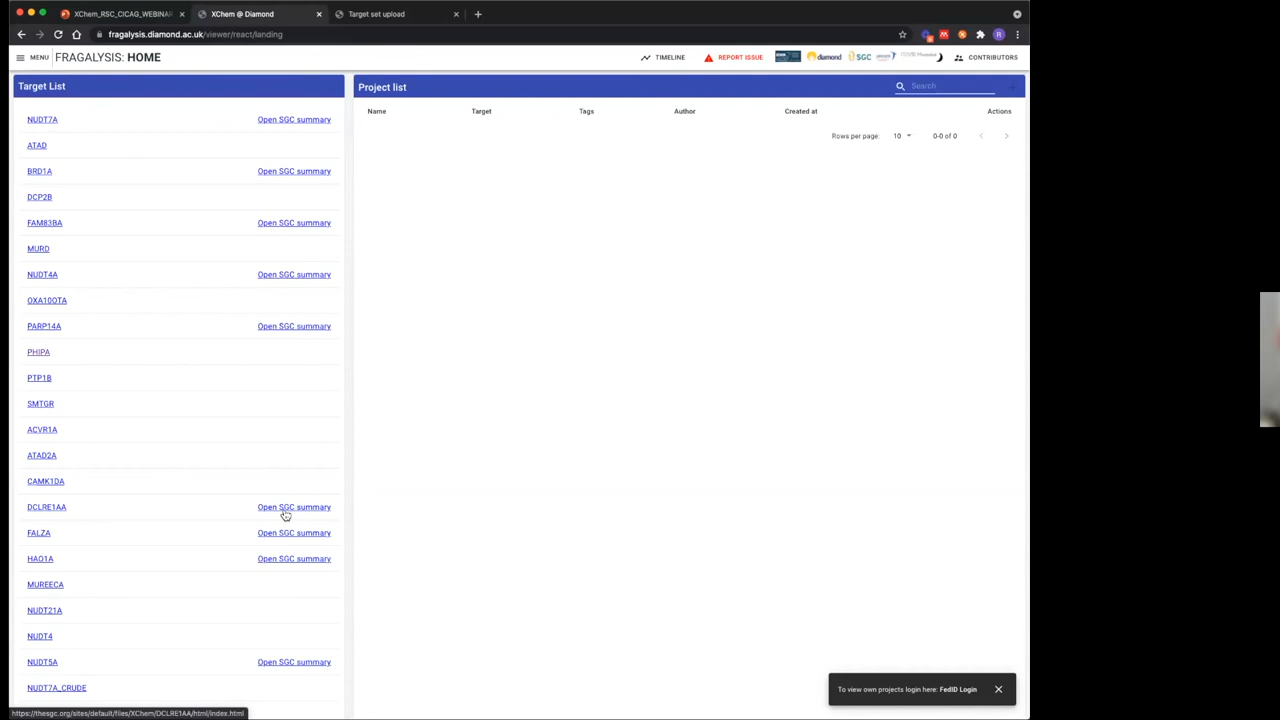 XChem_RSC_CICAG_WEBINAR
XChem @ Diamond
Target set upload
fragalysis.diamond.ac.uk/viewer/react/landing
R
MENU
FRAGALYSIS: HOME
TIMELINE
REPORT ISSUE
diamond
SGC
CONTRIBUTORS
Target List
Project list
Search
Name Target Tags Author Created at Actions
Rows per page: 10 0-0 of 0
NUDT7A Open SGC summary
ATAD
BRD1A Open SGC summary
DCP2B
FAM83BA Open SGC summary
MURD
NUDT4A Open SGC summary
OXA10OTA
PARP14A Open SGC summary
PHIPA
PTP1B
SMTGR
ACVR1A
ATAD2A
CAMK1DA
DCLRE1AA Open SGC summary
FALZA Open SGC summary
HAO1A Open SGC summary
MUREECA
NUDT21A
NUDT4
NUDT5A Open SGC summary
NUDT7A_CRUDE
To view own projects login here: FedID Login
https://thesgc.org/sites/default/files/XChem/DCLRE1AA/html/index.html